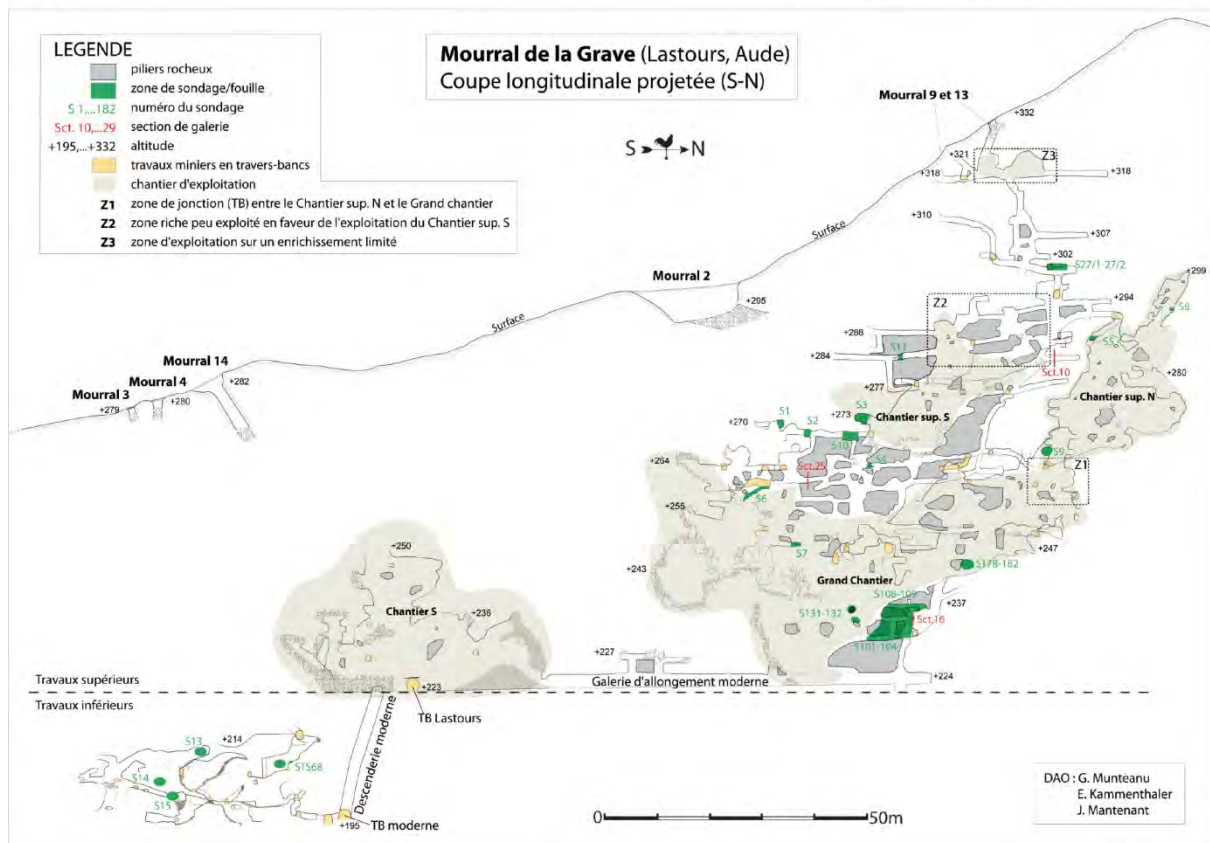 LEGENDE
piliers rocheux
zone de sondage/fouille
S 1,...182 numéro du sondage
Sct. 10,...29 section de galerie
+195,...+332 altitude
travaux miniers en travers-bancs
chantier d'exploitation
Z1 zone de jonction (TB) entre le Chantier sup. N et le Grand chantier
Z2 zone riche peu exploité en faveur de l'exploitation du Chantier sup. S
Z3 zone d'exploitation sur un enrichissement limité
Mourral de la Grave (Lastours, Aude)
Coupe longitudinale projetée (S-N)
S N
Mourral 9 et 13
+332
+321
Z3
+318
+318
Surface
+310
+307
+302
S27/1-27/2
Mourral 2
+295
+299
S8
Z2
+294
Surface
+288
S11
S52
+284
Sct.10
+280
Mourral 14
+282
Mourral 4
Mourral 3
+280
+279
+277
Chantier sup. N
S3
+273
Chantier sup. S
S1
+270
S2
S10
S9
Z1
+264
Sct.25
S5
S6
+255
S7
+247
+250
+243
Grand Chantier
S178-182
Chantier S
+236
S108-109
+237
S131-132
Sct.16
S101-104
+227
+224
Travaux supérieurs
+223
Galerie d'allongement moderne
Travaux inférieurs
TB Lastours
Descenderie moderne
+214
S13
S14
S1568
S15
+195
TB moderne
0 50m
DAO : G. Munteanu
E. Kammenthaler
J. Mantenant